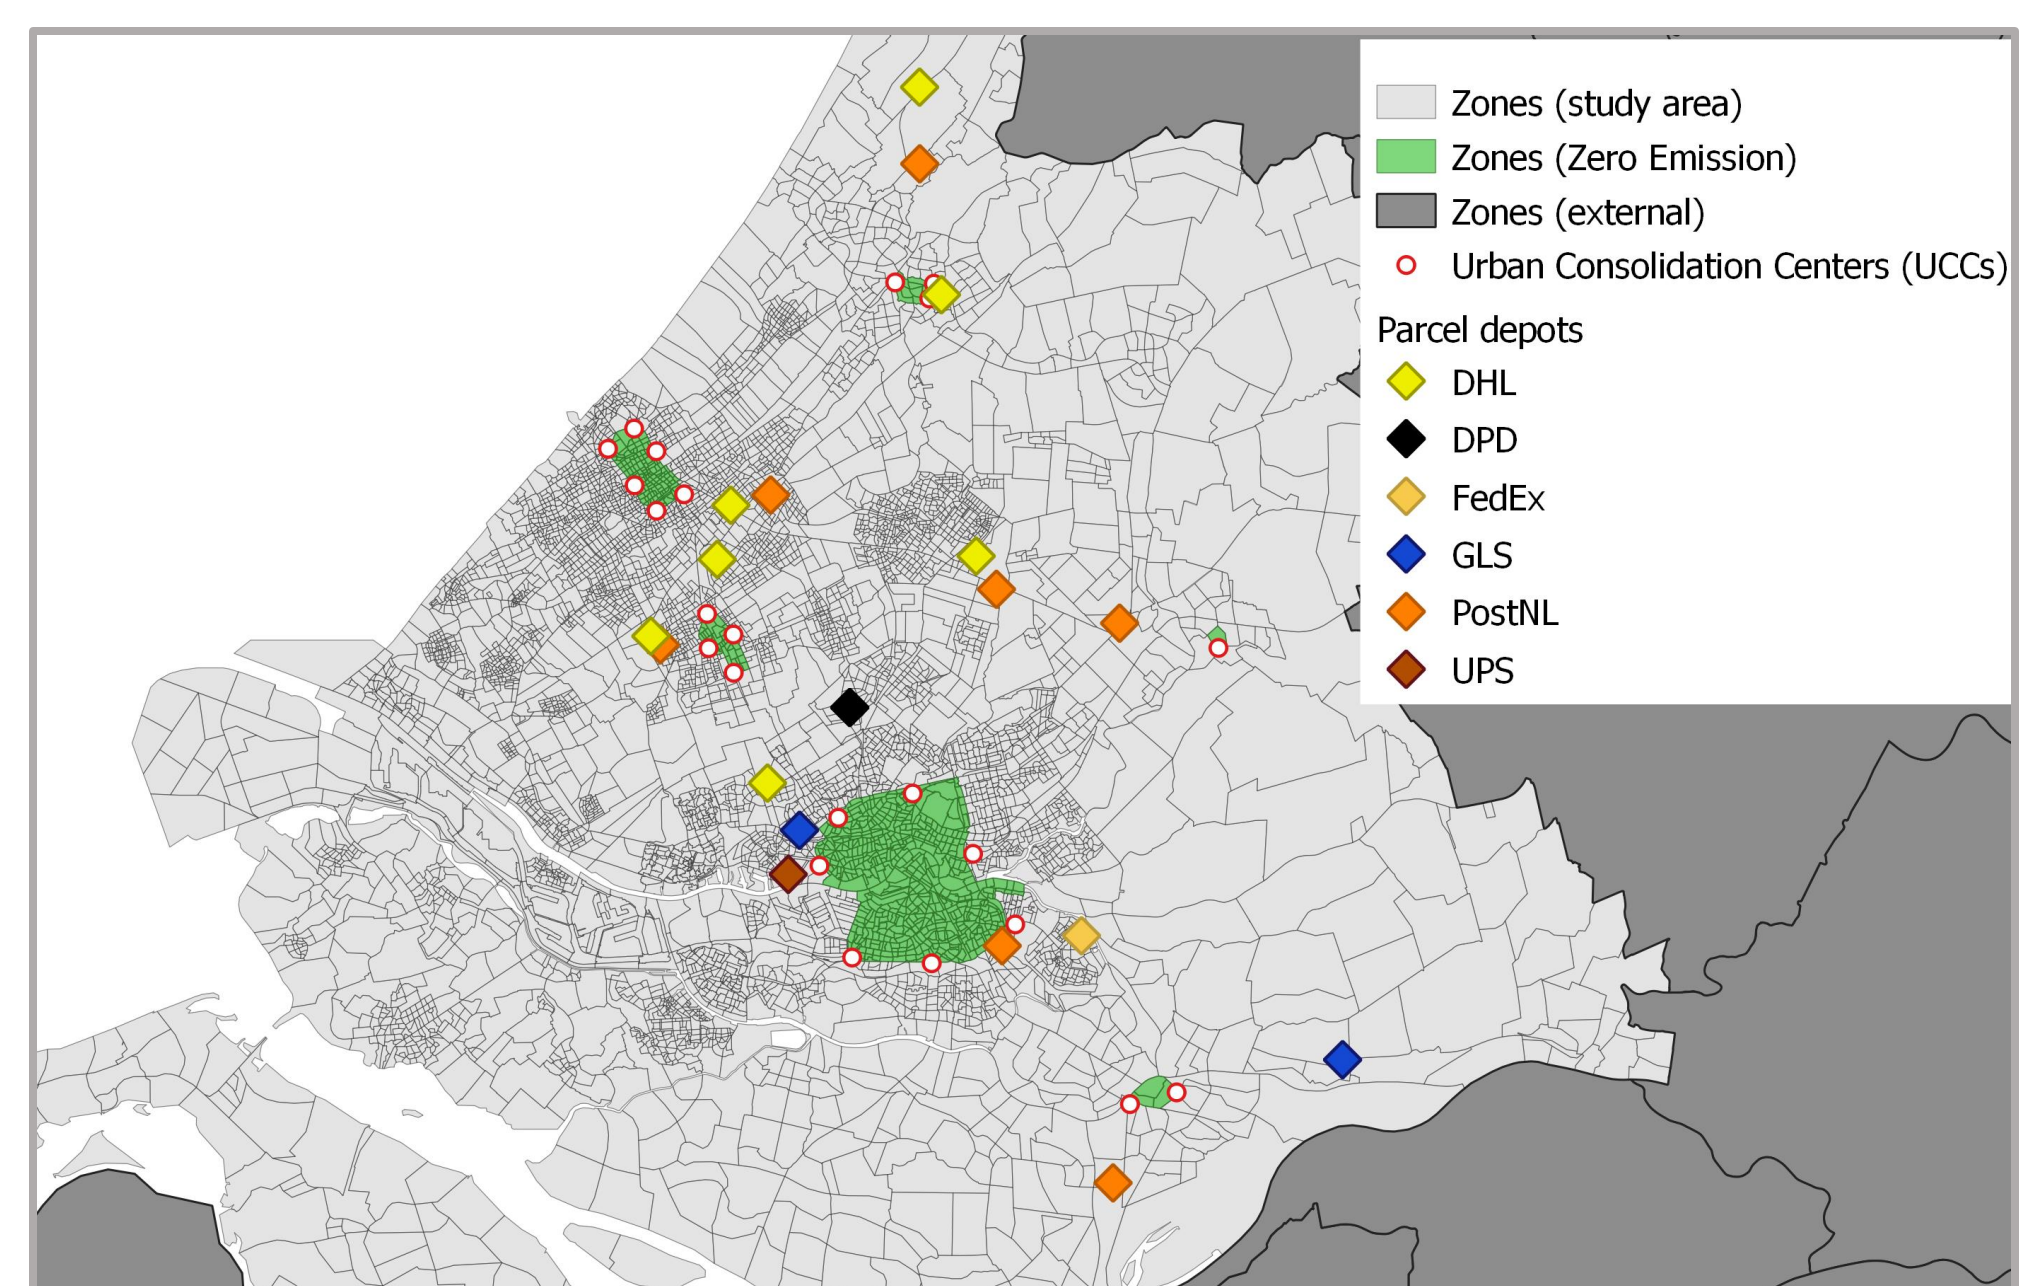 Zones (study area)
Zones (Zero Emission)
Zones (external)
Urban Consolidation Centers (UCCs)
Parcel depots
DHL
DPD
FedEx
GLS
PostNL
UPS